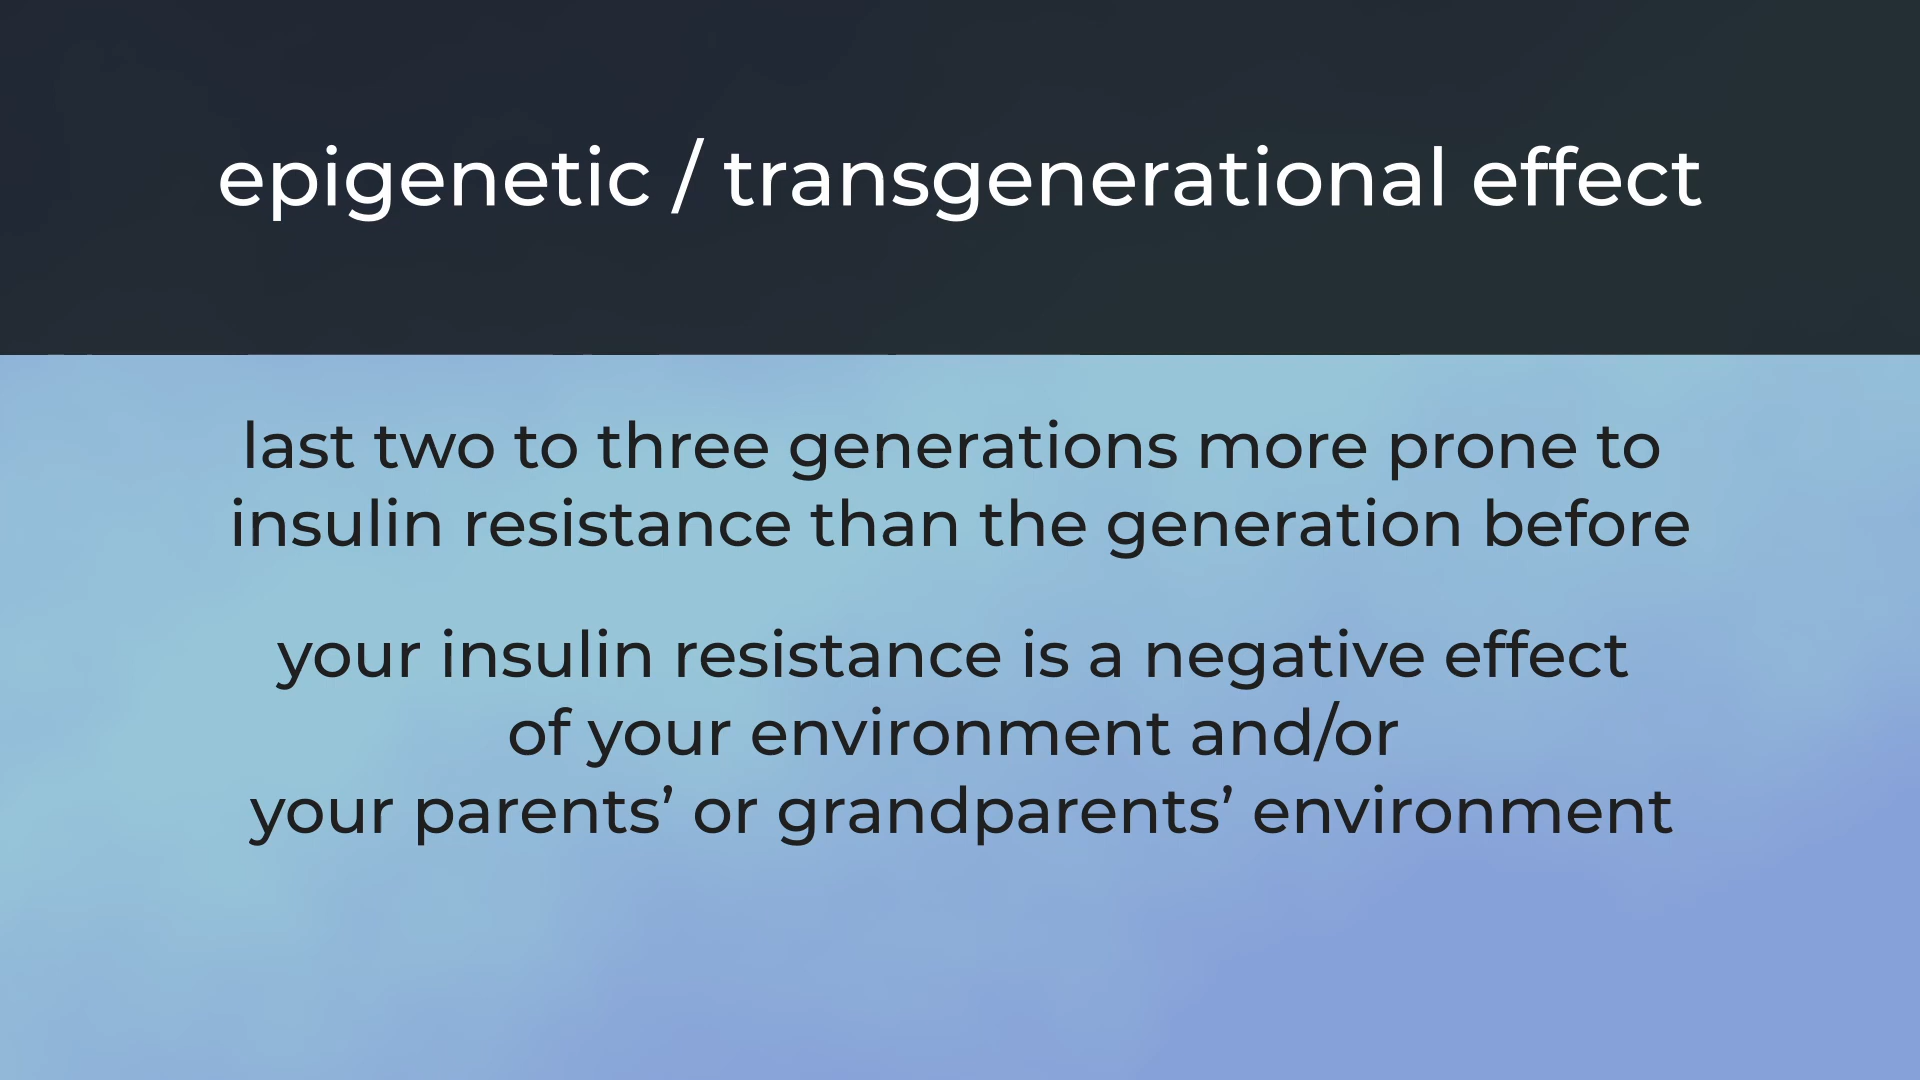 epigenetic / transgenerational effect
last two to three generations more prone to
insulin resistance than the generation before
your insulin resistance is a negative effect
of your environment and/or
your parents’ or grandparents’ environment